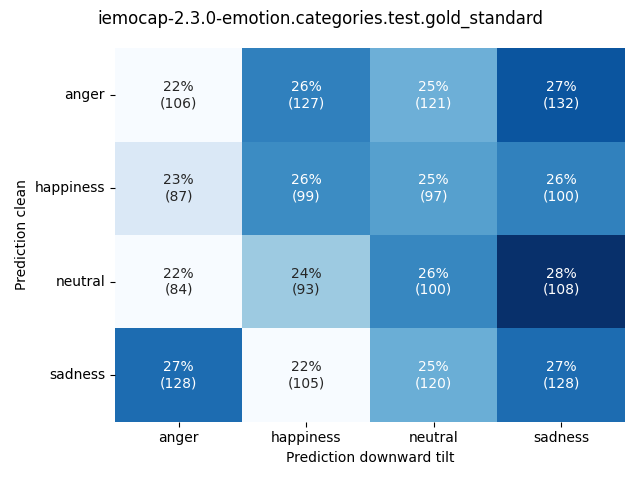 iemocap-2.3.0-emotion.categories.test.gold_standard
Prediction clean
anger
22% 26% 25% 27%
(106) (127) (121) (132)
happiness
23% 26% 25% 26%
(87) (99) (97) (100)
neutral
22% 24% 26% 28%
(84) (93) (100) (108)
sadness
27% 22% 25% 27%
(128) (105) (120) (128)
anger happiness neutral sadness
Prediction downward tilt